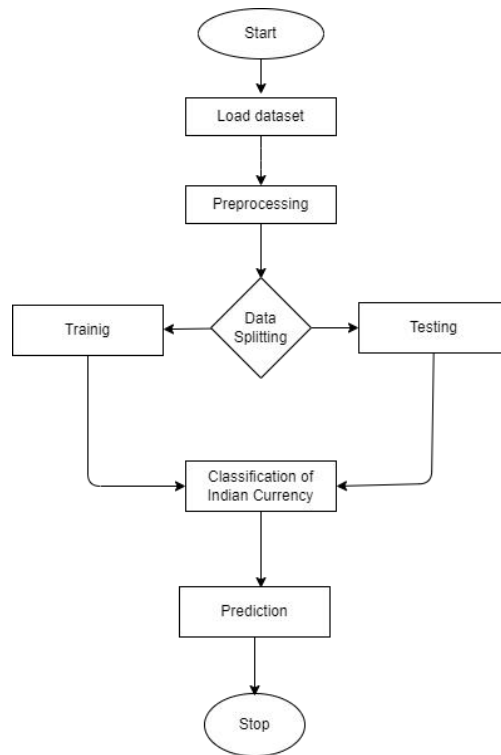 Start
Load dataset
Preprocessing
Data
Splitting
Trainig
Testing
Classification of
Indian Currency
Prediction
Stop